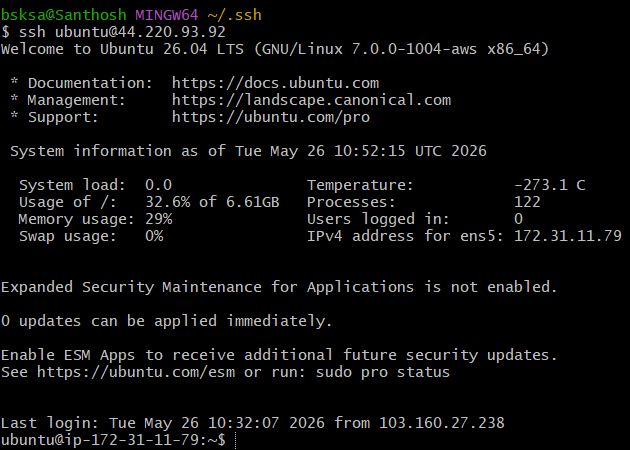 bsksa@Santhosh MINGW64 ~/.ssh
$ ssh ubuntu@44.220.93.92
Welcome to Ubuntu 26.04 LTS (GNU/Linux 7.0.0-1004-aws x86_64)
* Documentation: https://docs.ubuntu.com
* Management: https://landscape.canonical.com
* Support: https://ubuntu.com/pro
System information as of Tue May 26 10:52:15 UTC 2026
System load: 0.0 Temperature: -273.1 C
Usage of /: 32.6% of 6.61GB Processes: 122
Memory usage: 29% Users logged in: 0
Swap usage: 0% IPv4 address for ens5: 172.31.11.79
Expanded Security Maintenance for Applications is not enabled.
0 updates can be applied immediately.
Enable ESM Apps to receive additional future security updates.
See https://ubuntu.com/esm or run: sudo pro status
Last login: Tue May 26 10:32:07 2026 from 103.160.27.238
ubuntu@ip-172-31-11-79:~$